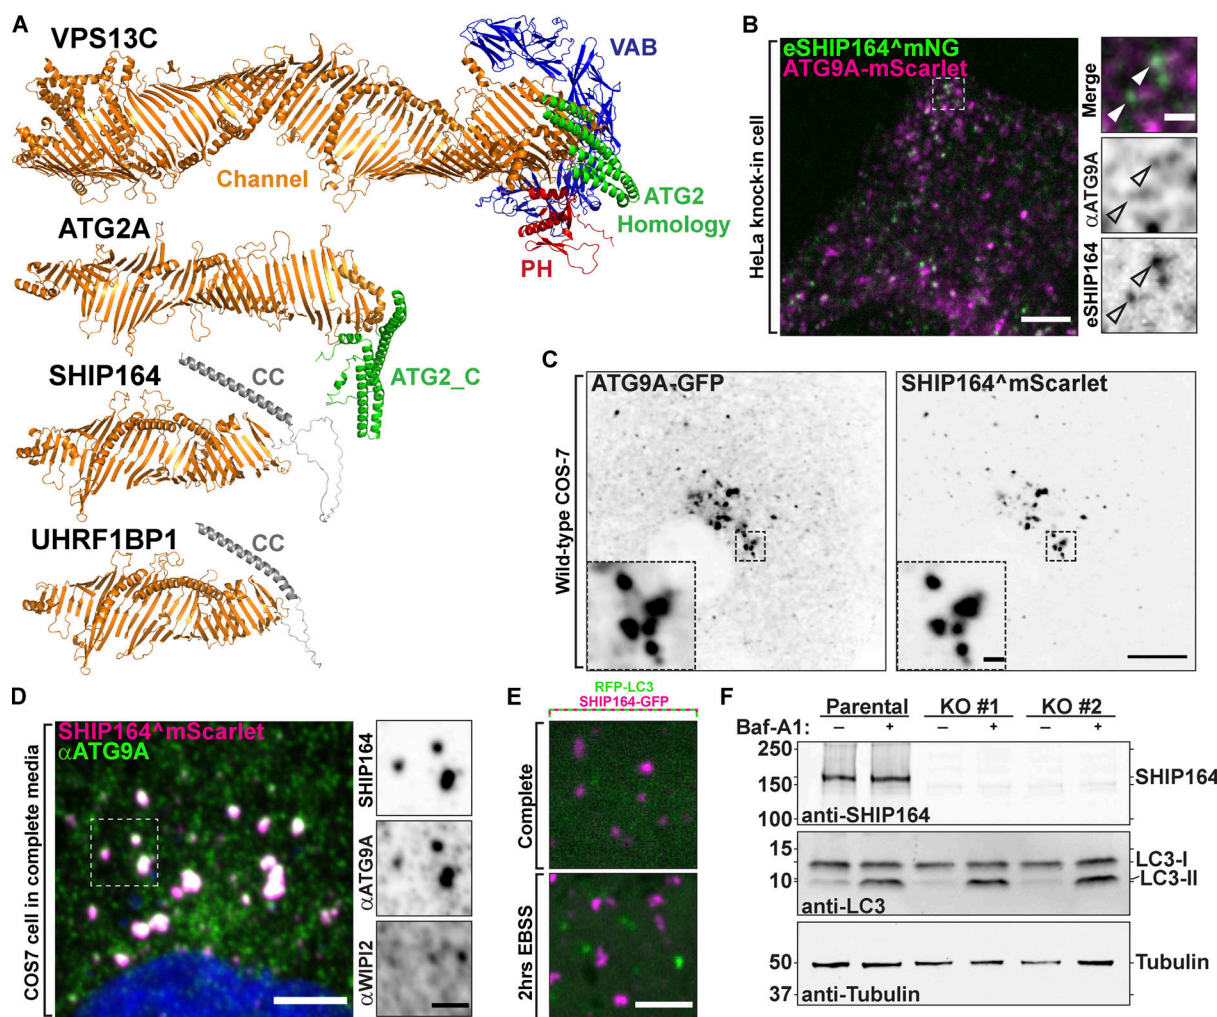 A
VPS13C
VAB
Channel
ATG2
Homology
PH
ATG2A
ATG2_C
SHIP164
CC
UHRF1BP1
CC
B
HeLa knock-in cell
eSHIP164^mNG
ATG9A-mScarlet
Merge
αATG9A
eSHIP164
C
Wild-type COS-7
ATG9A-GFP
SHIP164^mScarlet
D
COS7 cell in complete media
SHIP164^mScarlet
αATG9A
SHIP164
αATG9A
αWIPI2
E
RFP-LC3
SHIP164-GFP
Complete
2hrs EBSS
F
Parental KO #1 KO #2
Baf-A1: – + – + – +
250
150
100
SHIP164
anti-SHIP164
15
10
LC3-I
LC3-II
anti-LC3
50
37
Tubulin
anti-Tubulin